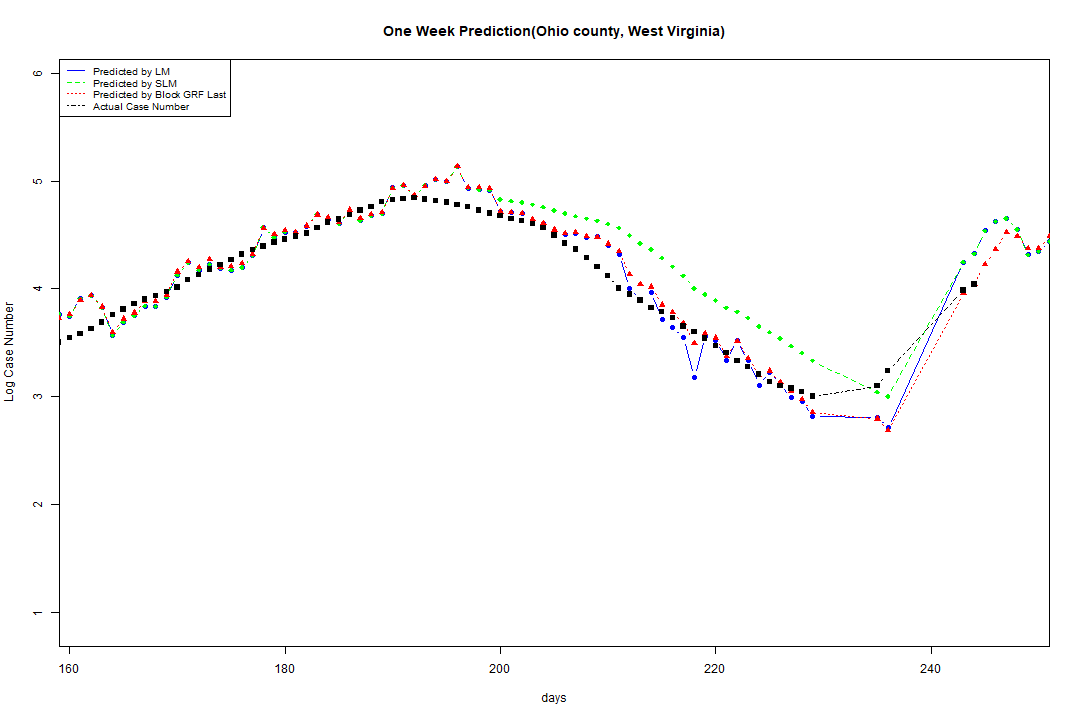 One Week Prediction(Ohio county, West Virginia)
Predicted by LM
Predicted by SLM
Predicted by Block GRF Last
Actual Case Number
6
5
4
3
2
1
Log Case Number
160 180 200 220 240
days